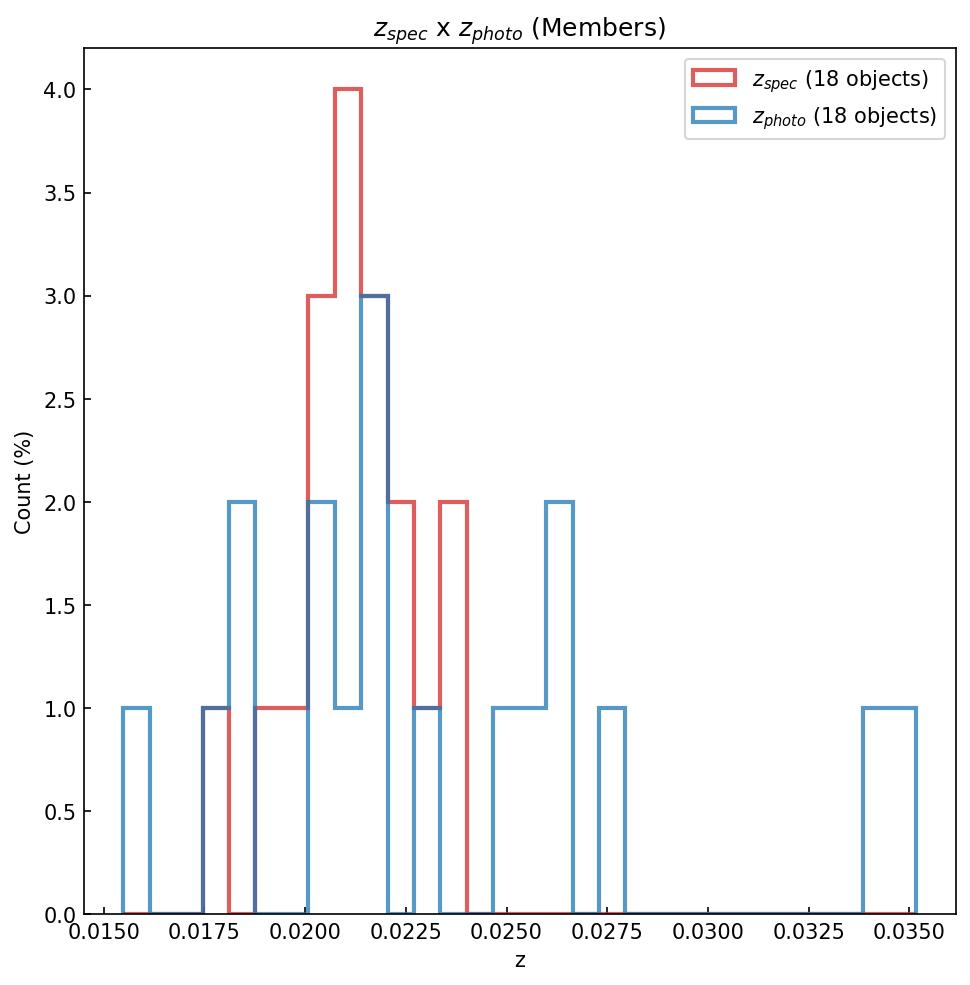 z_spec x z_photo (Members)
z_spec (18 objects)
z_photo (18 objects)
4.0
3.5
3.0
2.5
2.0
1.5
1.0
0.5
0.0
Count (%)
0.0150 0.0175 0.0200 0.0225 0.0250 0.0275 0.0300 0.0325 0.0350
z